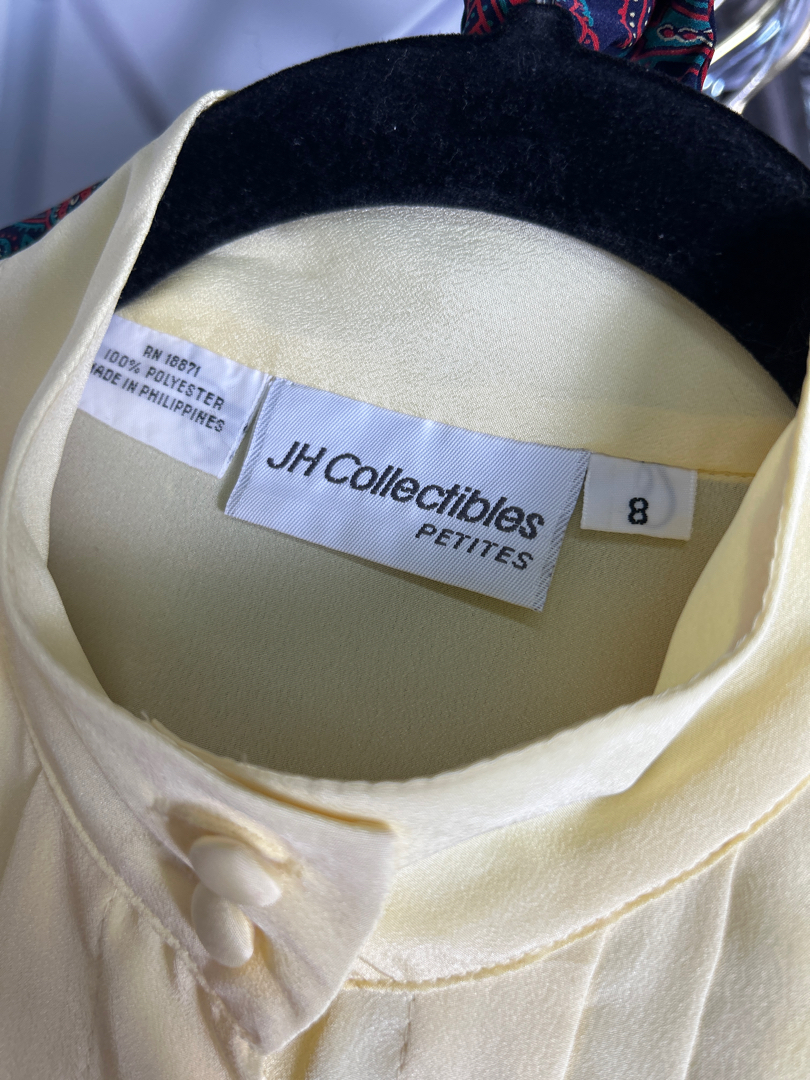 RN 18871
100% POLYESTER
MADE IN PHILIPPINES
JH Collectibles
PETITES
8